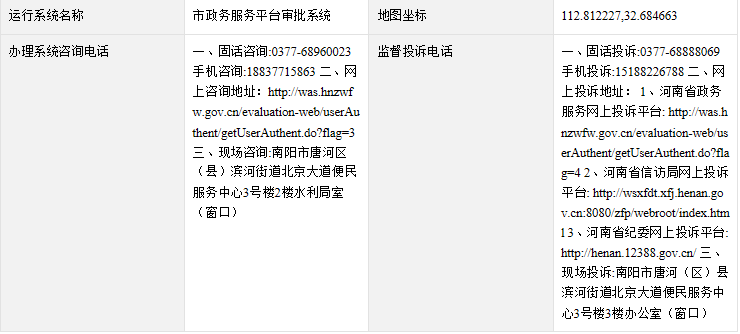 运行系统名称
市政务服务平台审批系统
地图坐标
112.812227,32.684663
办理系统咨询电话
一、固话咨询:0377-68960023
手机咨询:18837715863 二、网
上咨询地址：http://was.hnzwf
w.gov.cn/evaluation-web/userAu
thent/getUserAuthent.do?flag=3
三、现场咨询:南阳市唐河区
（县）滨河街道北京大道便民
服务中心3号楼2楼水利局室
（窗口）
监督投诉电话
一、固话投诉:0377-68888069
手机投诉:15188226788 二、网
上投诉地址： 1、河南省政务
服务网上投诉平台: http://was.h
nzwfw.gov.cn/evaluation-web/us
erAuthent/getUserAuthent.do?fla
g=4 2、河南省信访局网上投诉
平台: http://wsxfdt.xfj.henan.go
v.cn:8080/zfp/webroot/index.htm
l 3、河南省纪委网上投诉平台:
http://henan.12388.gov.cn/ 三、
现场投诉:南阳市唐河（区）县
滨河街道北京大道便民服务中
心3号楼3楼办公室（窗口）